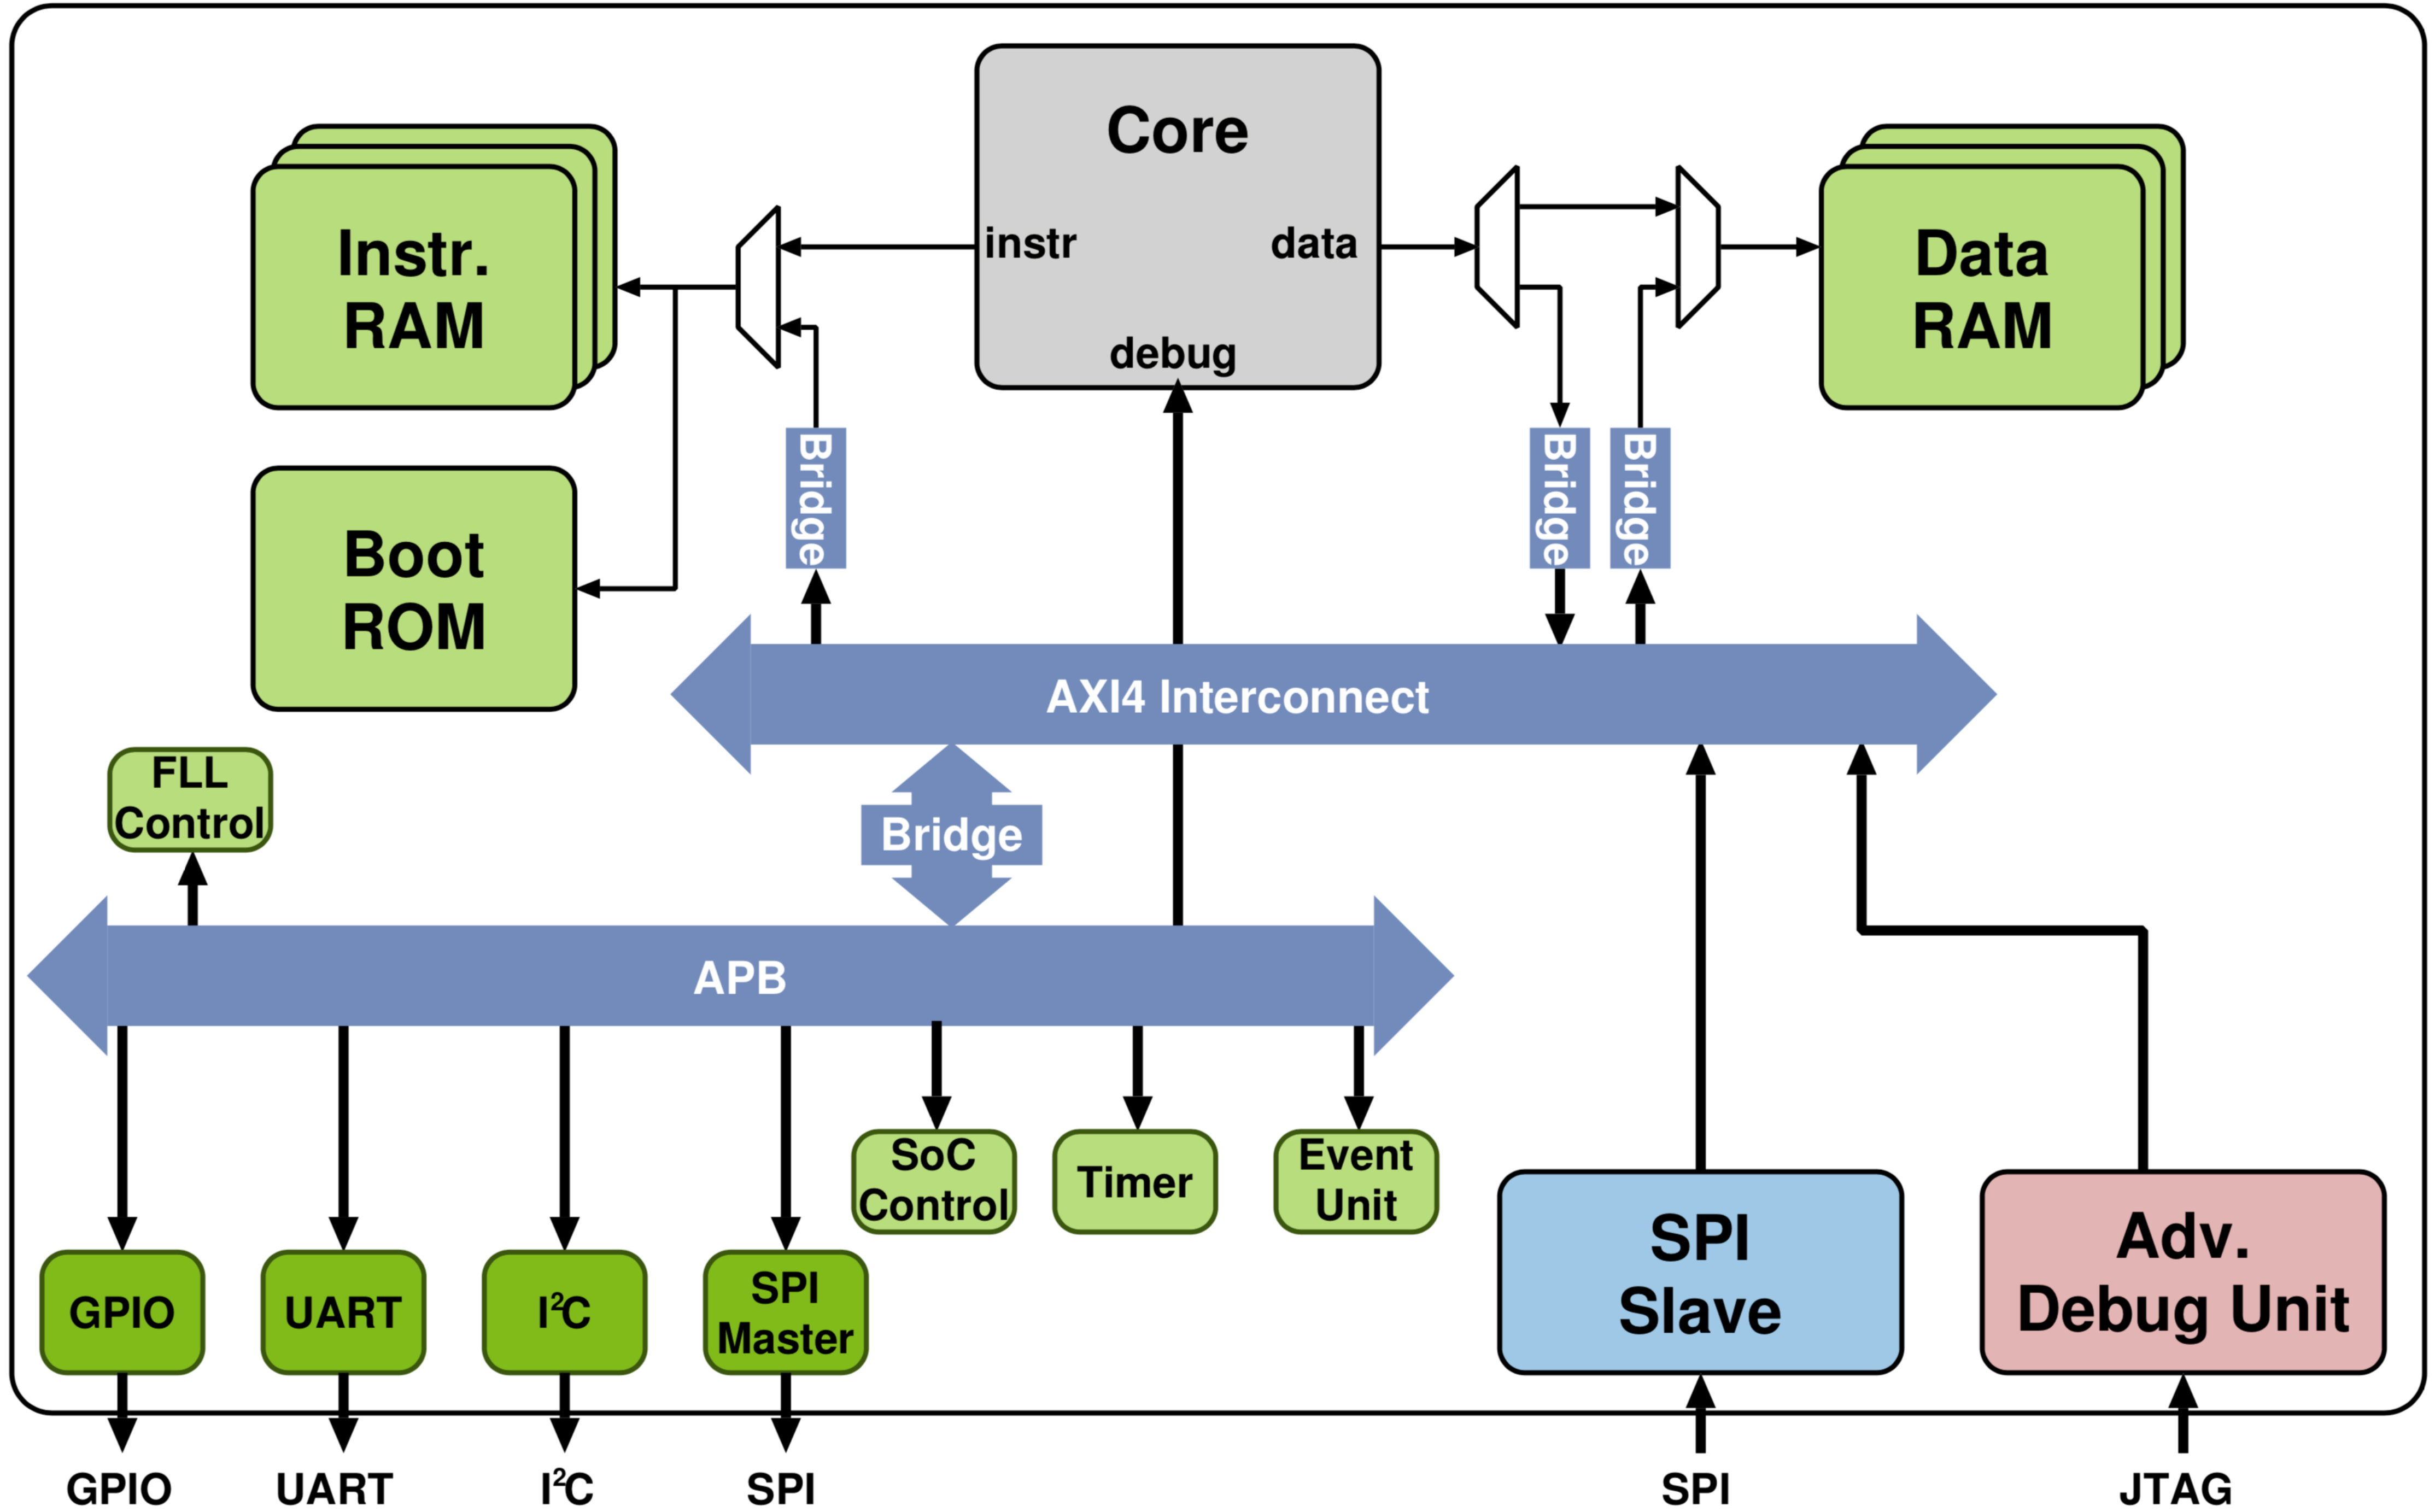 Core
instr
data
debug
Instr.
RAM
Data
RAM
Boot
ROM
Bridge
Bridge
Bridge
AXI4 Interconnect
FLL
Control
Bridge
APB
SoC
Control
Timer
Event
Unit
GPIO
UART
I²C
SPI
Master
SPI
Slave
Adv.
Debug Unit
GPIO
UART
I²C
SPI
SPI
JTAG